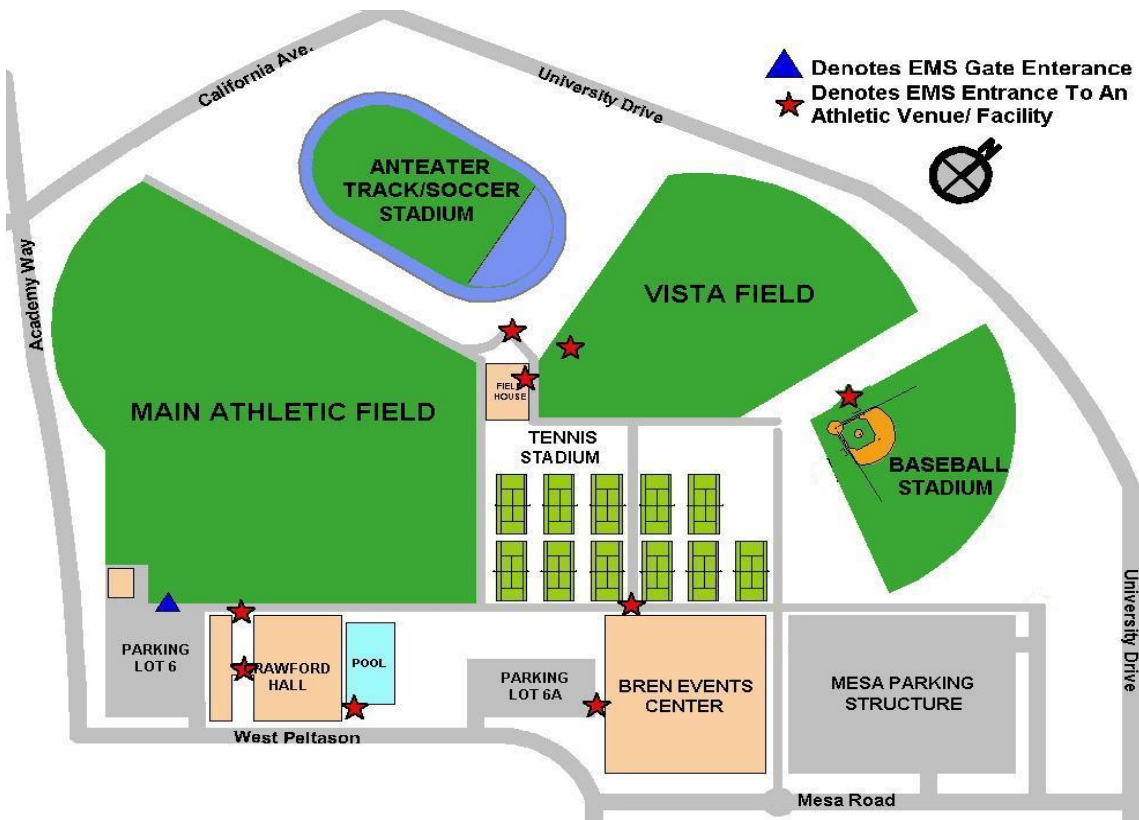 California Ave.
University Drive
Denotes EMS Gate Enterance
Denotes EMS Entrance To An
Athletic Venue/ Facility
N
ANTEATER
TRACK/SOCCER
STADIUM
Academy Way
VISTA FIELD
MAIN ATHLETIC FIELD
FIELD
HOUSE
TENNIS
STADIUM
BASEBALL
STADIUM
University Drive
PARKING
LOT 6
RAWFORD
HALL
POOL
PARKING
LOT 6A
BREN EVENTS
CENTER
MESA PARKING
STRUCTURE
West Peltason
Mesa Road